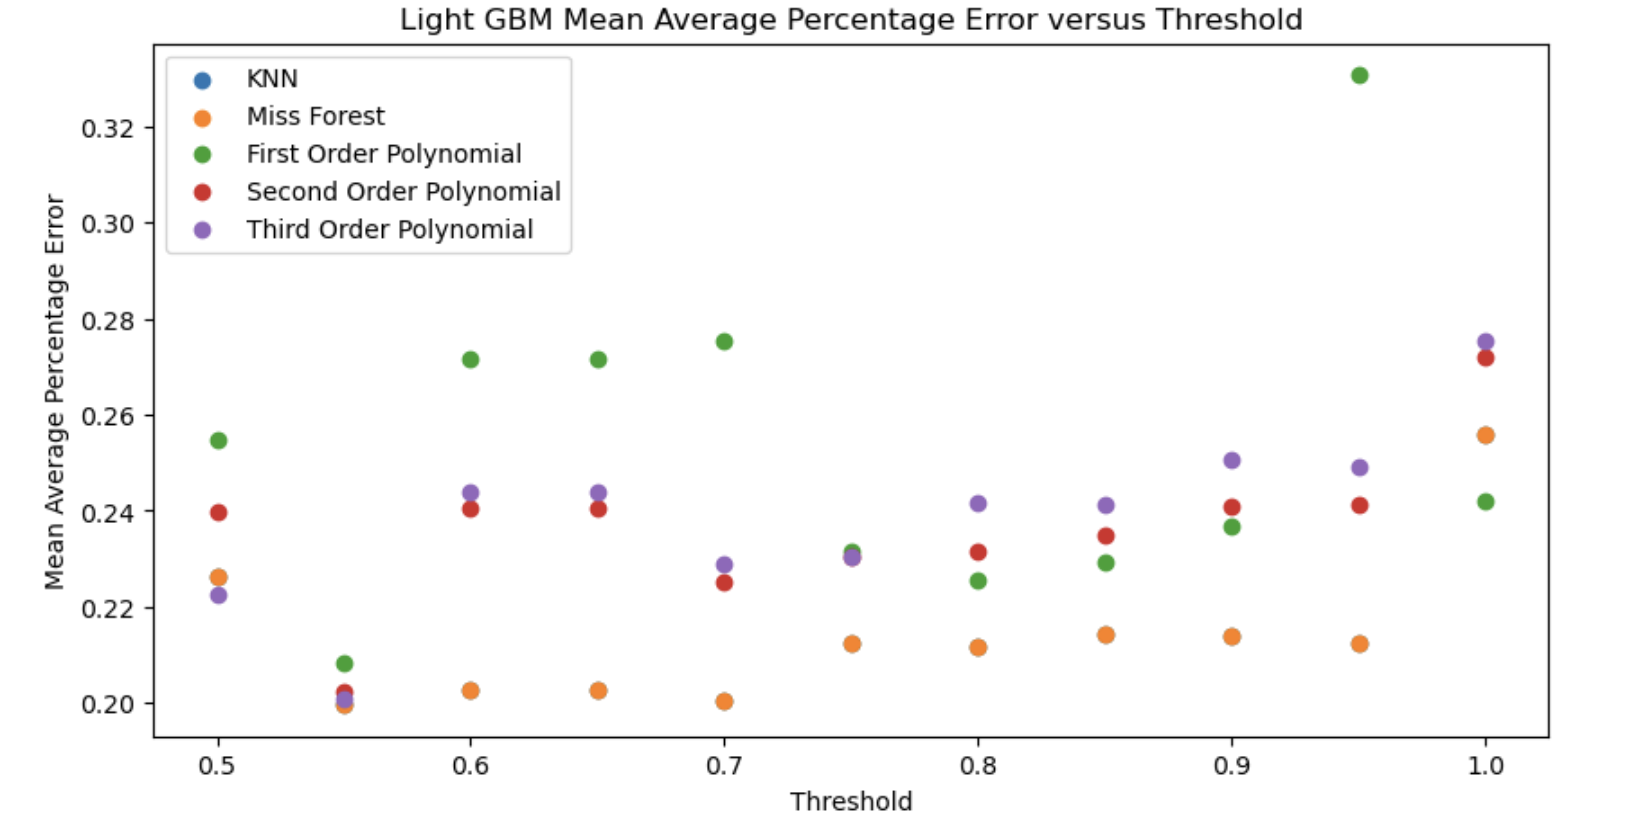 Light GBM Mean Average Percentage Error versus Threshold
KNN
Miss Forest
First Order Polynomial
Second Order Polynomial
Third Order Polynomial
Mean Average Percentage Error
0.32
0.30
0.28
0.26
0.24
0.22
0.20
0.5 0.6 0.7 0.8 0.9 1.0
Threshold